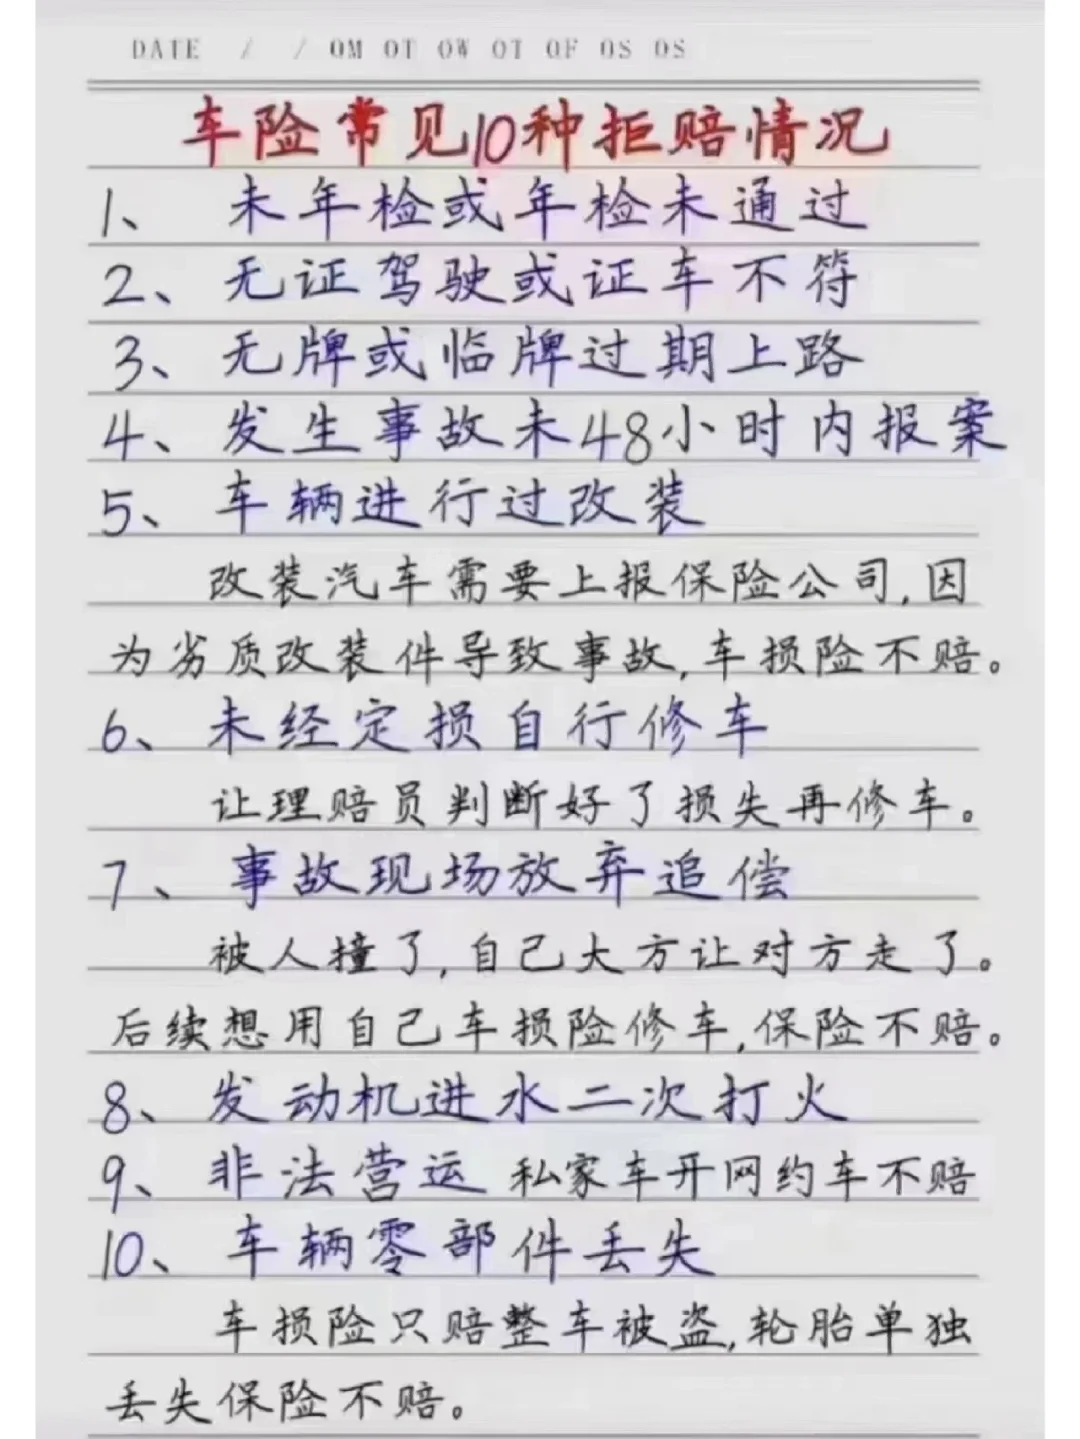 DATE / / OM OT OW OT OF OS OS
车险常见10种拒赔情况
1、未年检或年检未通过
2、无证驾驶或证车不符
3、无牌或临牌过期上路
4、发生事故未48小时内报案
5、车辆进行过改装
改装汽车需要上报保险公司,因
为劣质改装件导致事故,车损险不赔。
6、未经定损自行修车
让理赔员判断好了损失再修车。
7、事故现场放弃追偿
被人撞了,自己大方让对方走了。
后续想用自己车损险修车,保险不赔。
8、发动机进水二次打火
9、非法营运 私家车开网约车不赔
10、车辆零部件丢失
车损险只赔整车被盗,轮胎单独
丢失保险不赔。